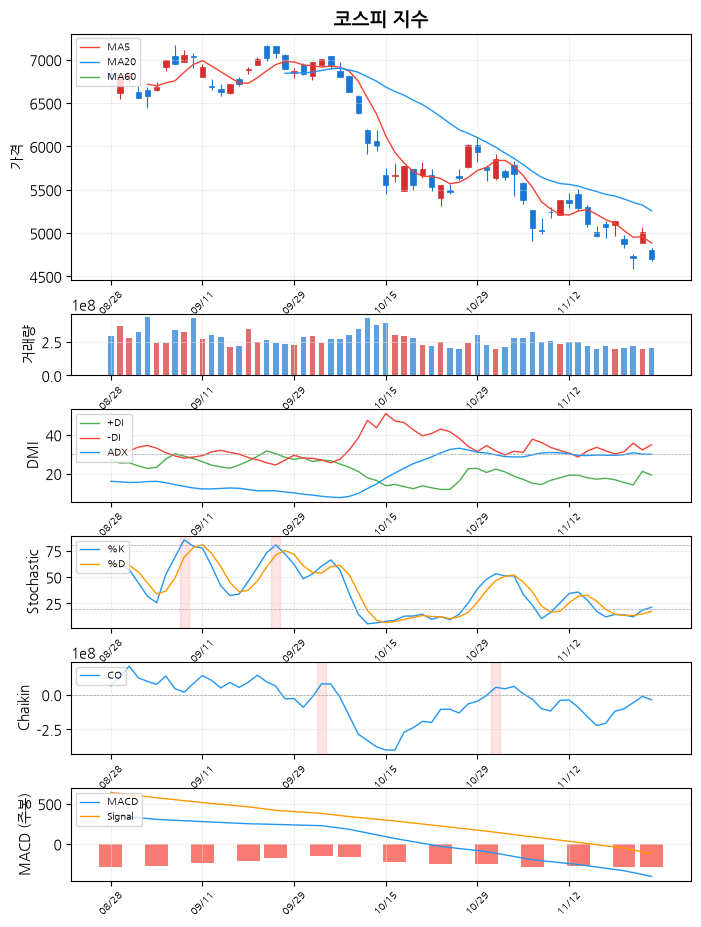 코스피 지수
MA5
MA20
MA60
7000
6500
6000
5500
5000
4500
가격
08/28
09/11
09/29
10/15
10/29
11/12
1e8
2.5
0.0
거래량
08/28
09/11
09/29
10/15
10/29
11/12
+DI
-DI
ADX
40
20
DMI
08/28
09/11
09/29
10/15
10/29
11/12
%K
%D
75
50
25
Stochastic
08/28
09/11
09/29
10/15
10/29
11/12
1e8
CO
0.0
-2.5
Chaikin
08/28
09/11
09/29
10/15
10/29
11/12
MACD
Signal
500
0
MACD (주봉)
08/28
09/11
09/29
10/15
10/29
11/12